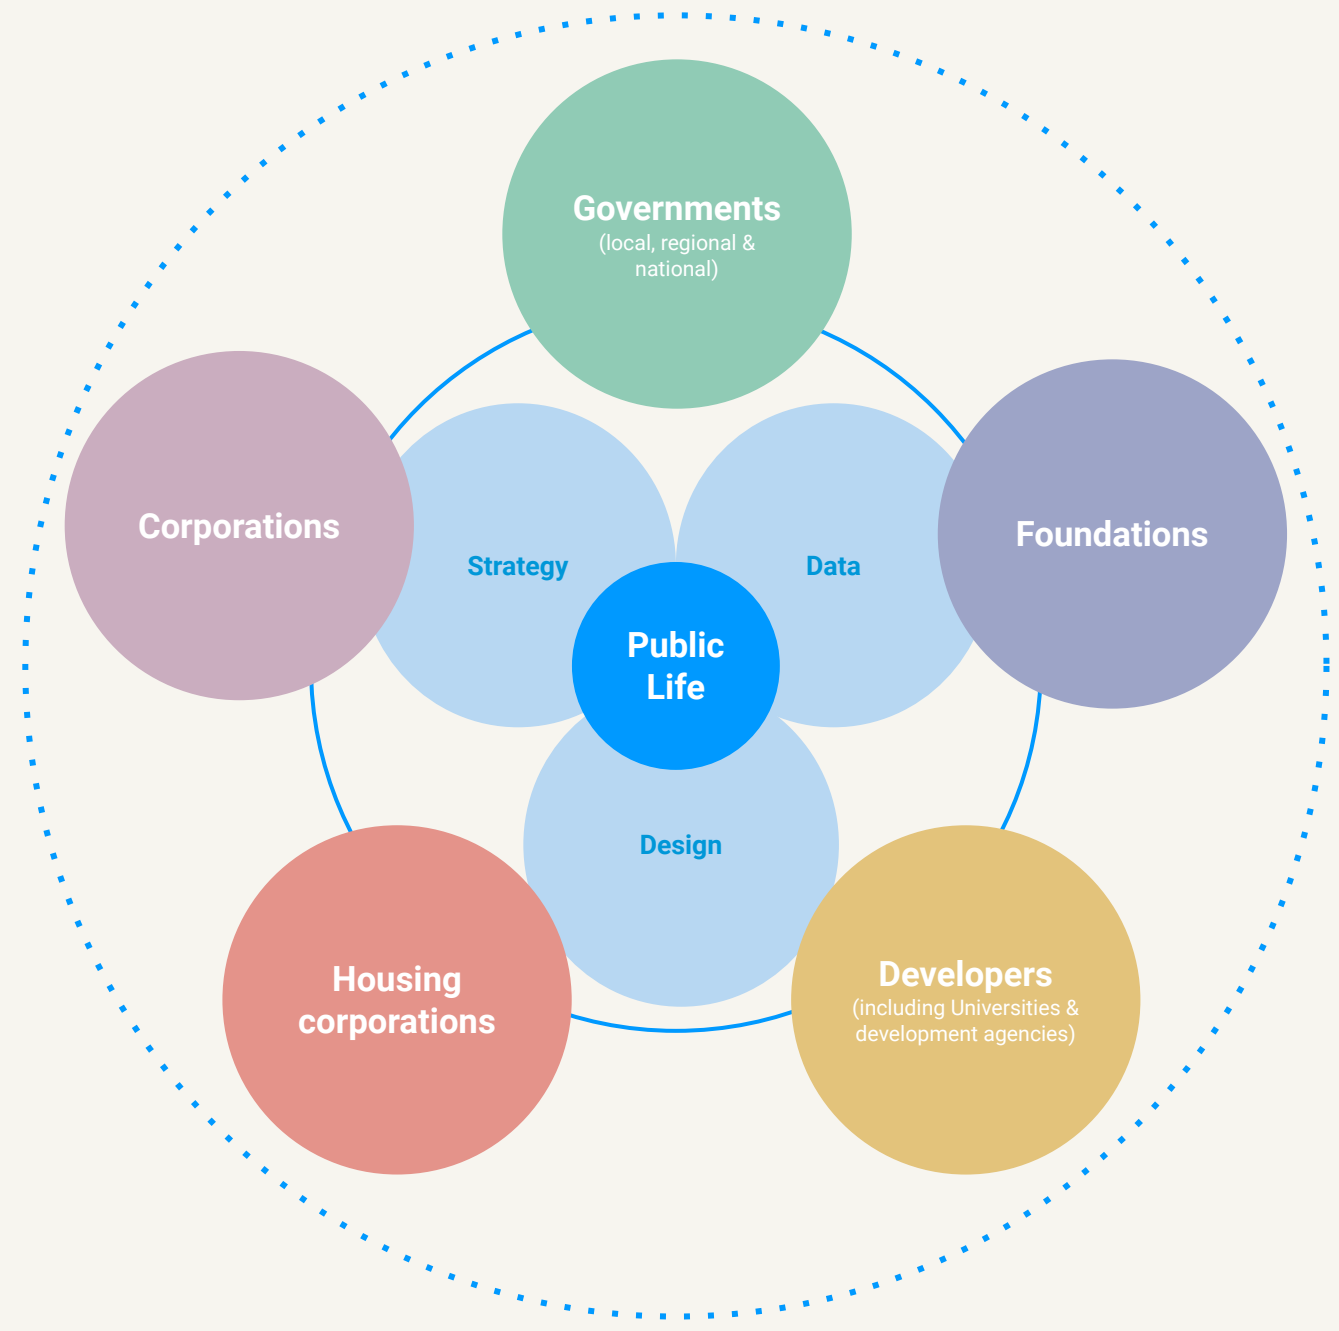 Governments
(local, regional &
national)
Corporations
Foundations
Strategy
Data
Public
Life
Design
Housing
corporations
Developers
(including Universities &
development agencies)